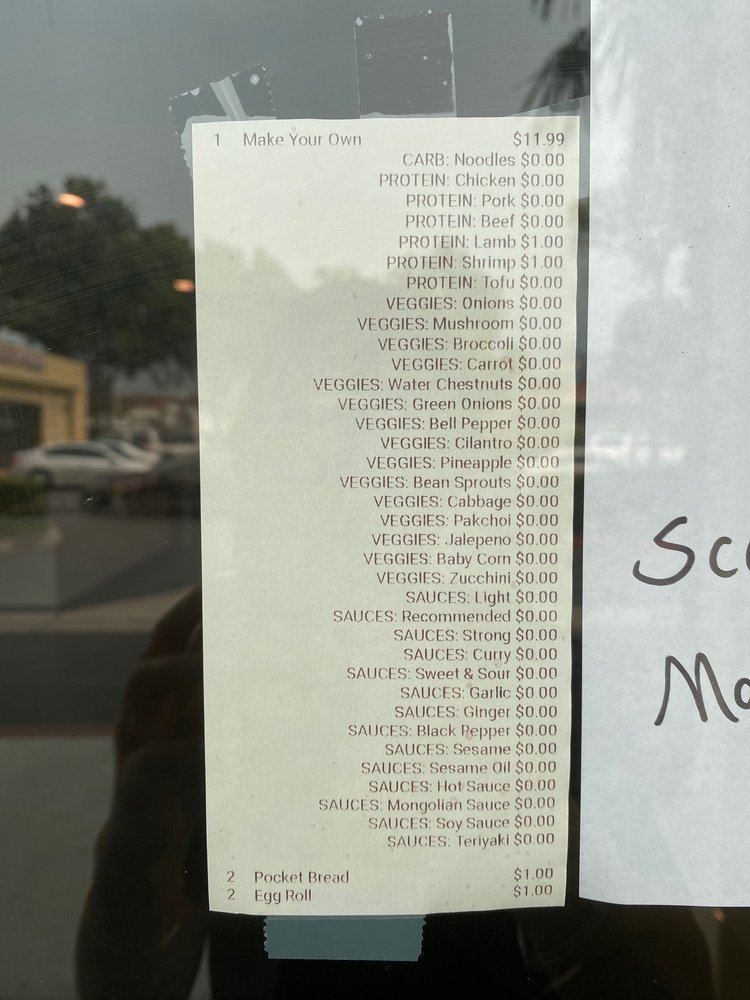 1 Make Your Own $11.99
CARB: Noodles $0.00
PROTEIN: Chicken $0.00
PROTEIN: Pork $0.00
PROTEIN: Beef $0.00
PROTEIN: Lamb $1.00
PROTEIN: Shrimp $1.00
PROTEIN: Tofu $0.00
VEGGIES: Onions $0.00
VEGGIES: Mushroom $0.00
VEGGIES: Broccoli $0.00
VEGGIES: Carrot $0.00
VEGGIES: Water Chestnuts $0.00
VEGGIES: Green Onions $0.00
VEGGIES: Bell Pepper $0.00
VEGGIES: Cilantro $0.00
VEGGIES: Pineapple $0.00
VEGGIES: Bean Sprouts $0.00
VEGGIES: Cabbage $0.00
VEGGIES: Pakchoi $0.00
VEGGIES: Jalepeno $0.00
VEGGIES: Baby Corn $0.00
VEGGIES: Zucchini $0.00
SAUCES: Light $0.00
SAUCES: Recommended $0.00
SAUCES: Strong $0.00
SAUCES: Curry $0.00
SAUCES: Sweet & Sour $0.00
SAUCES: Garlic $0.00
SAUCES: Ginger $0.00
SAUCES: Black Pepper $0.00
SAUCES: Sesame $0.00
SAUCES: Sesame Oil $0.00
SAUCES: Hot Sauce $0.00
SAUCES: Mongolian Sauce $0.00
SAUCES: Soy Sauce $0.00
SAUCES: Teriyaki $0.00
2 Pocket Bread $1.00
2 Egg Roll $1.00